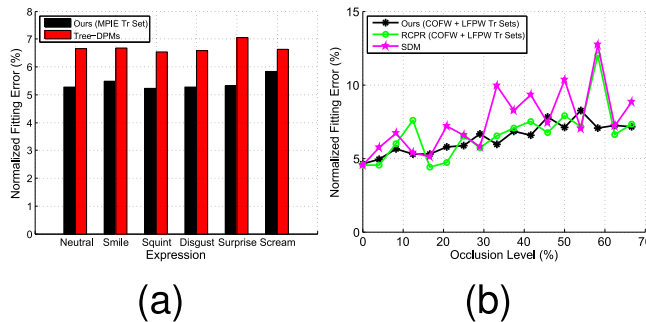 Ours (MPIE Tr Set)
Tree-DPMs
Normalized Fitting Error (%)
8
7
6
5
4
3
2
1
0
Neutral Smile Squint Disgust Surprise Scream
Expression
(a)
Ours (COFW + LFPW Tr Sets)
RCPR (COFW + LFPW Tr Sets)
SDM
Normalized Fitting Error (%)
15
10
5
0
0 10 20 30 40 50 60 70
Occlusion Level (%)
(b)